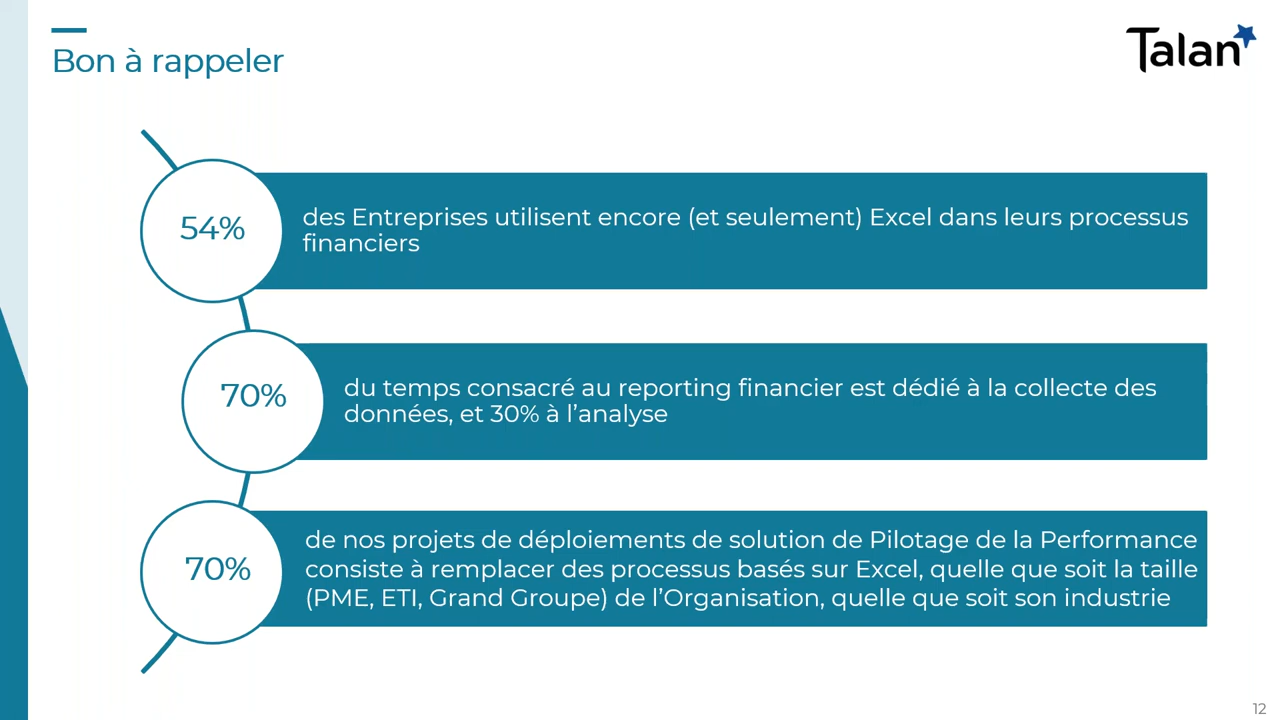 Bon à rappeler
Talan
54%
des Entreprises utilisent encore (et seulement) Excel dans leurs processus
financiers
70%
du temps consacré au reporting financier est dédié à la collecte des
données, et 30% à l’analyse
70%
de nos projets de déploiements de solution de Pilotage de la Performance
consiste à remplacer des processus basés sur Excel, quelle que soit la taille
(PME, ETI, Grand Groupe) de l’Organisation, quelle que soit son industrie
12